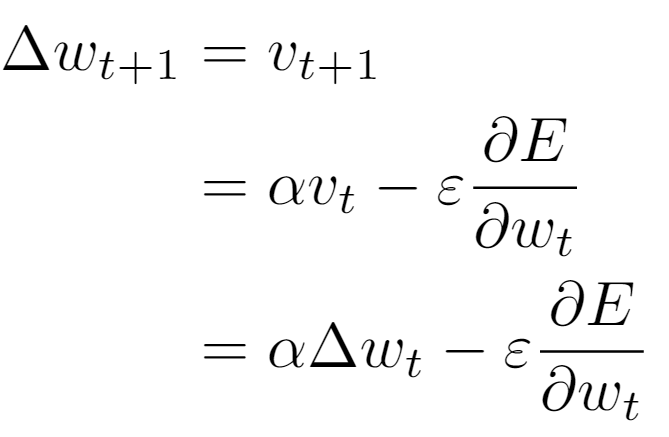 Δw_{t+1} = v_{t+1}
= αv_t − ε ∂E/∂w_t
= αΔw_t − ε ∂E/∂w_t